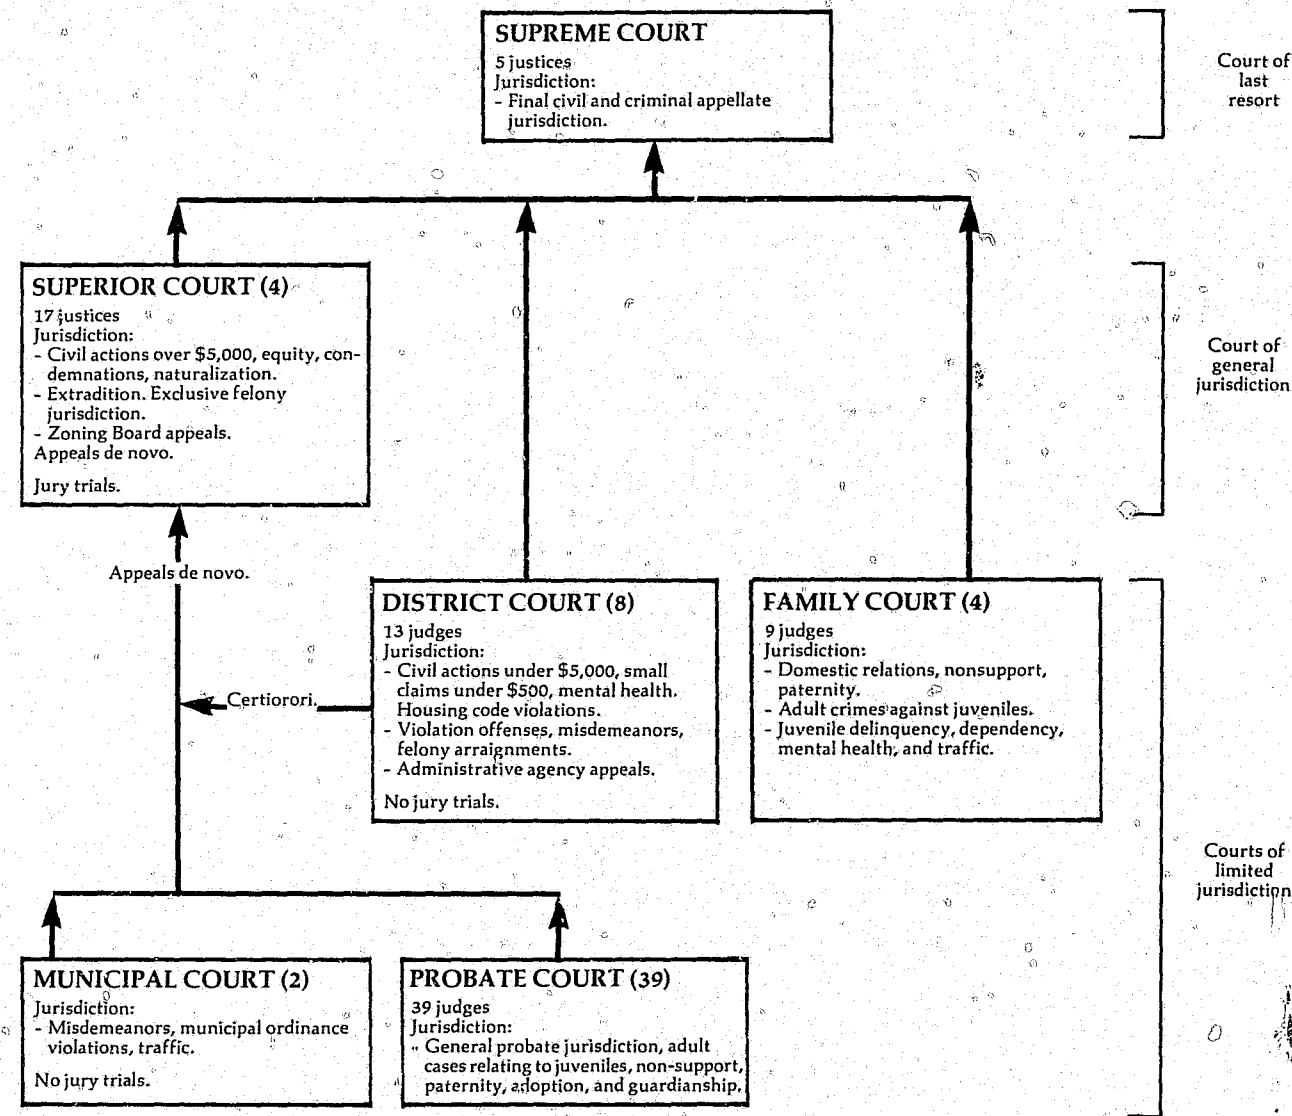 SUPREME COURT
5 justices
Jurisdiction:
- Final civil and criminal appellate
jurisdiction.
Court of
last
resort
SUPERIOR COURT (4)
17 justices
Jurisdiction:
- Civil actions over $5,000, equity, con-
demnations, naturalization.
- Extradition. Exclusive felony
jurisdiction.
- Zoning Board appeals.
Appeals de novo.
Jury trials.
Court of
general
jurisdiction
Appeals de novo.
DISTRICT COURT (8)
13 judges
Jurisdiction:
- Civil actions under $5,000, small
claims under $500, mental health.
Housing code violations.
- Violation offenses, misdemeanors,
felony arraignments.
- Administrative agency appeals.
No jury trials.
Certiorori.
FAMILY COURT (4)
9 judges
Jurisdiction:
- Domestic relations, nonsupport,
paternity.
- Adult crimes against juveniles.
- Juvenile delinquency, dependency,
mental health, and traffic.
Courts of
limited
jurisdiction
MUNICIPAL COURT (2)
Jurisdiction:
- Misdemeanors, municipal ordinance
violations, traffic.
No jury trials.
PROBATE COURT (39)
39 judges
Jurisdiction:
- General probate jurisdiction, adult
cases relating to juveniles, non-support,
paternity, adoption, and guardianship.